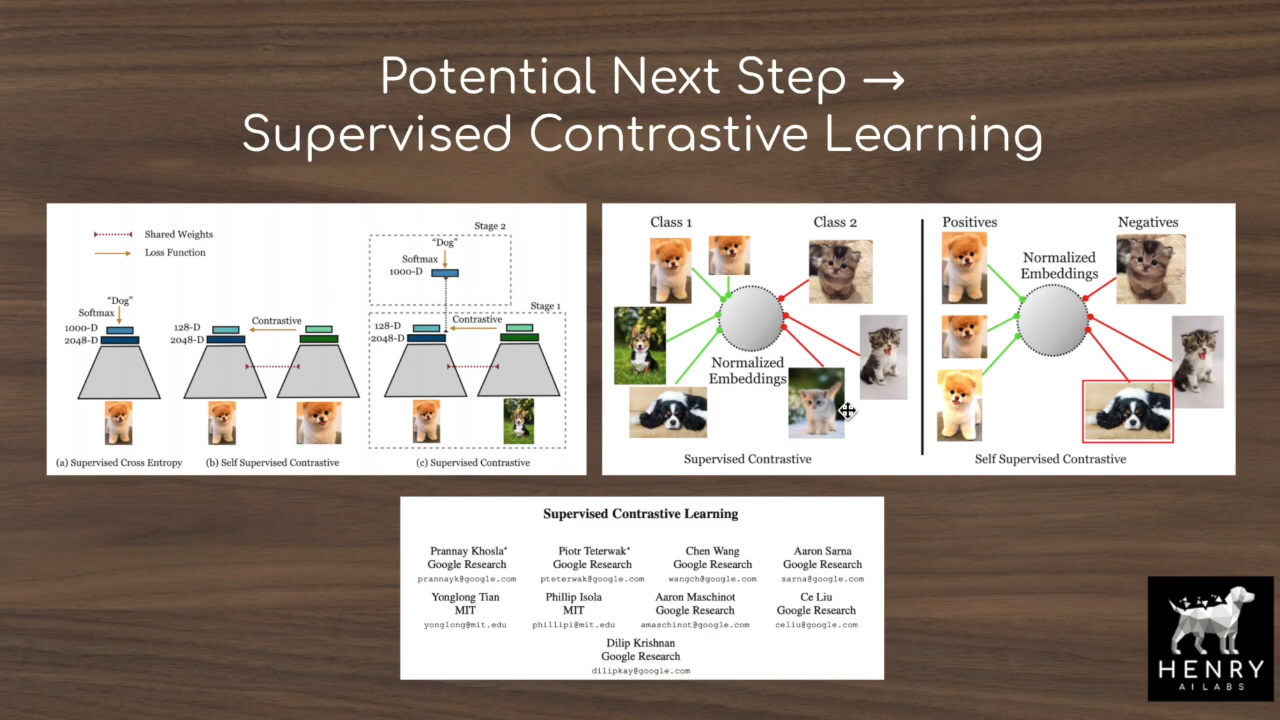 Potential Next Step →
Supervised Contrastive Learning
Shared Weights
Loss Function
"Dog"
Softmax
1000-D
2048-D
(a) Supervised Cross Entropy
Contrastive
128-D
2048-D
(b) Self Supervised Contrastive
Stage 2
"Dog"
Softmax
1000-D
Stage 1
Contrastive
128-D
2048-D
(c) Supervised Contrastive
Class 1
Class 2
Normalized
Embeddings
Supervised Contrastive
Positives
Negatives
Normalized
Embeddings
Self Supervised Contrastive
Supervised Contrastive Learning
Prannay Khosla*
Google Research
prannayk@google.com
Piotr Teterwak*
Google Research
pteterwak@google.com
Chen Wang
Google Research
wangch@google.com
Aaron Sarna
Google Research
sarna@google.com
Yonglong Tian
MIT
yonglong@mit.edu
Phillip Isola
MIT
phillipi@mit.edu
Aaron Maschinot
Google Research
amaschinot@google.com
Ce Liu
Google Research
celiu@google.com
Dilip Krishnan
Google Research
dilipkay@google.com
HENRY
AI LABS